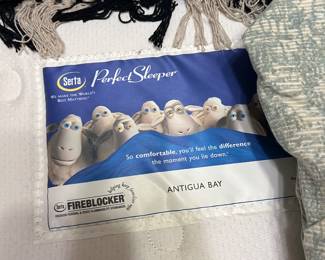 Serta
Perfect Sleeper
WE MAKE THE WORLD'S
BEST MATTRESS
So comfortable, you'll feel the difference
the moment you lie down.
Serta FIREBLOCKER
ANTIGUA BAY